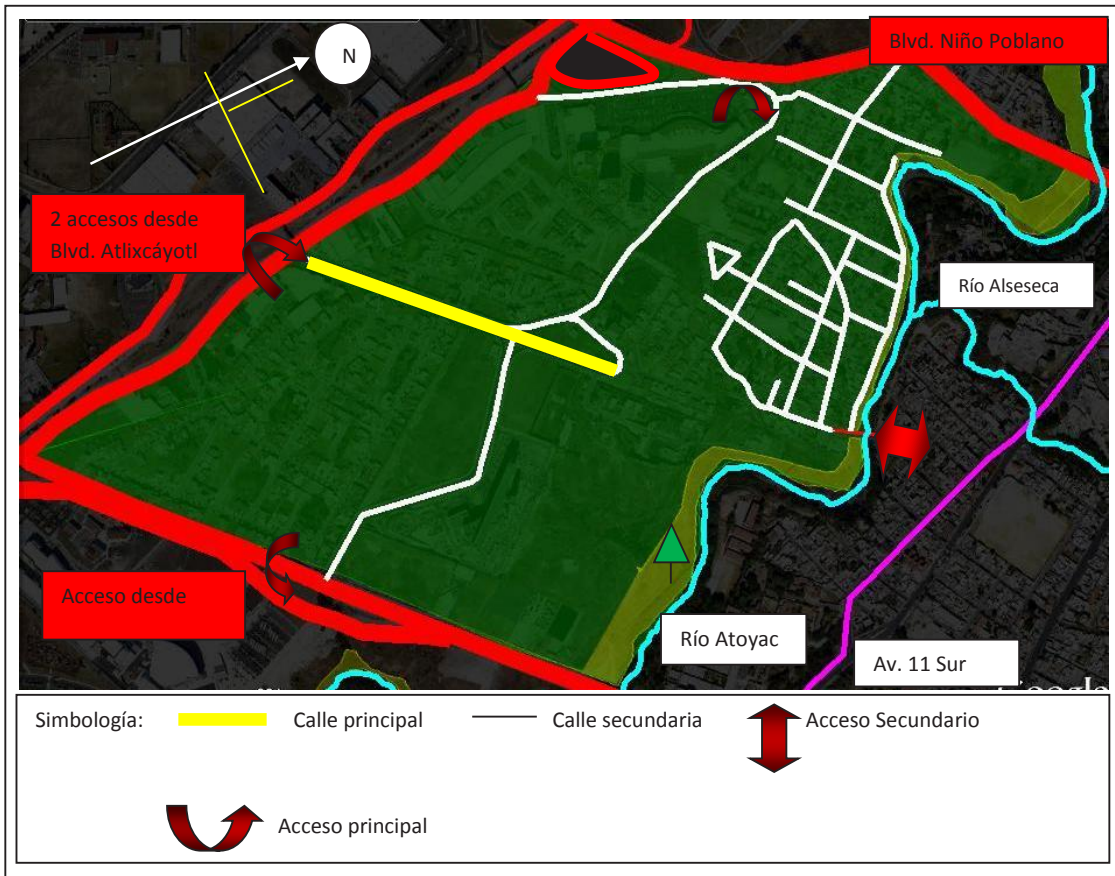 N
Blvd. Niño Poblano
2 accesos desde
Blvd. Atlixcáyotl
Río Alseseca
Acceso desde
Río Atoyac
Av. 11 Sur
Simbología:
Calle principal
Calle secundaria
Acceso Secundario
Acceso principal